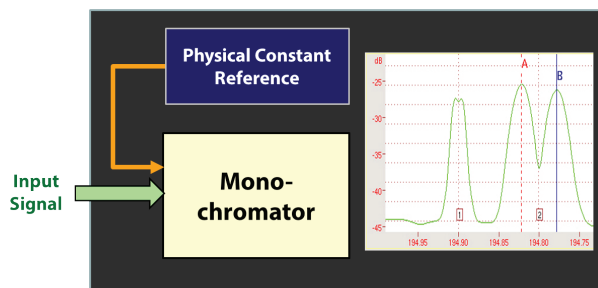 Physical Constant
Reference
Input
Signal
Mono-
chromator
dB
A
B
-25
-30
-35
-40
-45
1
2
194.95
194.90
194.85
194.80
194.75